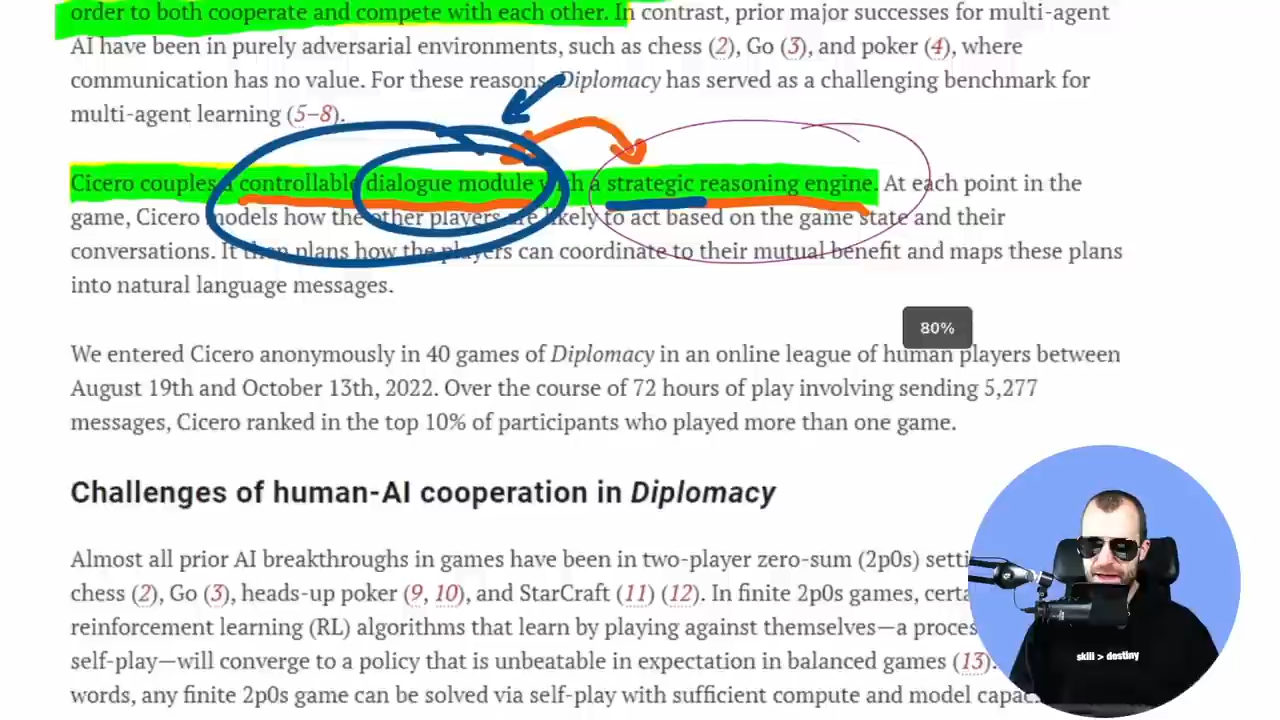 order to both cooperate and compete with each other. In contrast, prior major successes for multi-agent
AI have been in purely adversarial environments, such as chess (2), Go (3), and poker (4), where
communication has no value. For these reasons, Diplomacy has served as a challenging benchmark for
multi-agent learning (5–8).
Cicero couples a controllable dialogue module with a strategic reasoning engine. At each point in the
game, Cicero models how the other players are likely to act based on the game state and their
conversations. It then plans how the players can coordinate to their mutual benefit and maps these plans
into natural language messages.
80%
We entered Cicero anonymously in 40 games of Diplomacy in an online league of human players between
August 19th and October 13th, 2022. Over the course of 72 hours of play involving sending 5,277
messages, Cicero ranked in the top 10% of participants who played more than one game.
Challenges of human-AI cooperation in Diplomacy
Almost all prior AI breakthroughs in games have been in two-player zero-sum (2p0s) setti
chess (2), Go (3), heads-up poker (9, 10), and StarCraft (11) (12). In finite 2p0s games, certa
reinforcement learning (RL) algorithms that learn by playing against themselves—a proces
self-play—will converge to a policy that is unbeatable in expectation in balanced games (13).
words, any finite 2p0s game can be solved via self-play with sufficient compute and model capac
skill > destiny